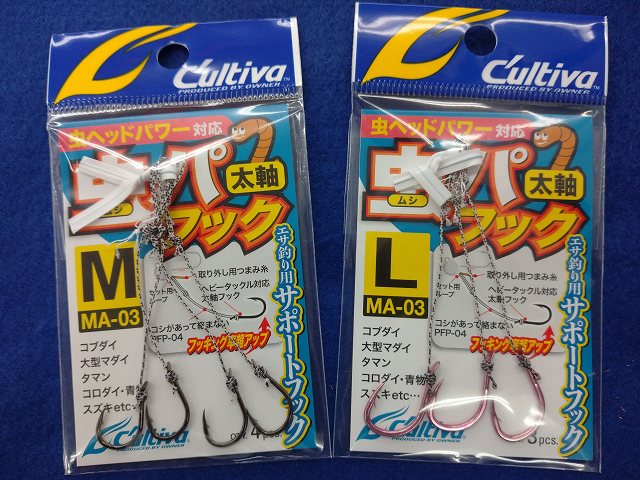 Cultiva
PRODUCED BY OWNER
虫ヘッドパワー対応
虫パ
ムシ
太軸
フック
エサ釣り用サポートフック
M
MA-03
取り外し用つまみ糸
ヘビータックル対応
太軸フック
コシがあって絡まない
PFP-04
フッキング率超アップ
コブダイ
大型マダイ
タマン
コロダイ・青物
スズキetc…
Cultiva
4 pcs.
Cultiva
PRODUCED BY OWNER
虫ヘッドパワー対応
虫パ
ムシ
太軸
フック
エサ釣り用サポートフック
L
MA-03
取り外し用つまみ糸
ヘビータックル対応
太軸フック
コシがあって絡まない
PFP-04
フッキング率超アップ
コブダイ
大型マダイ
タマン
コロダイ・青物
スズキetc…
Cultiva
PRODUCED BY OWNER
3 pcs.